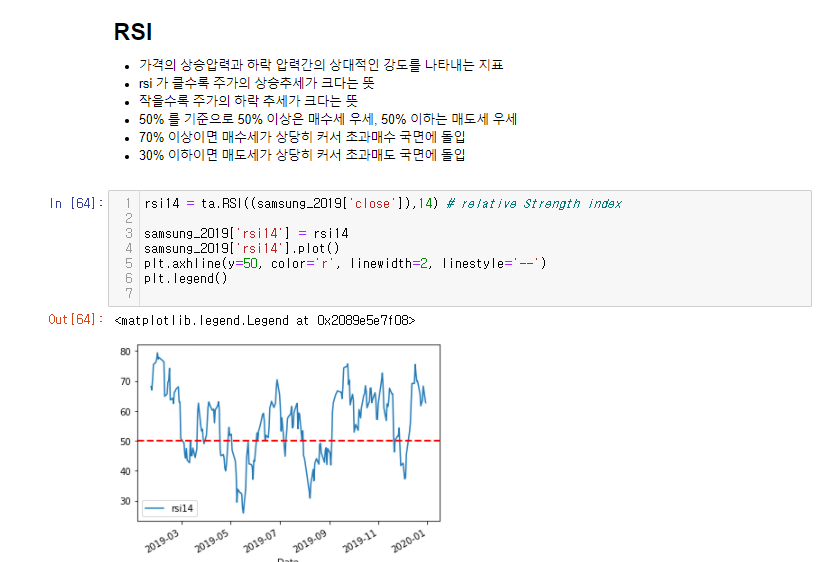 RSI
가격의 상승압력과 하락 압력간의 상대적인 강도를 나타내는 지표
rsi 가 클수록 주가의 상승추세가 크다는 뜻
작을수록 주가의 하락 추세가 크다는 뜻
50% 를 기준으로 50% 이상은 매수세 우세, 50% 이하는 매도세 우세
70% 이상이면 매수세가 상당히 커서 초과매수 국면에 돌입
30% 이하이면 매도세가 상당히 커서 초과매도 국면에 돌입
In [64]:
1 rsi14 = ta.RSI((samsung_2019['close']),14) # relative Strength index
2
3 samsung_2019['rsi14'] = rsi14
4 samsung_2019['rsi14'].plot()
5 plt.axhline(y=50, color='r', linewidth=2, linestyle='--')
6 plt.legend()
7
Out[64]: <matplotlib.legend.Legend at 0x2089e5e7f08>
80
70
60
50
40
30
rsi14
2019-03 2019-05 2019-07 2019-09 2019-11 2020-01
Date